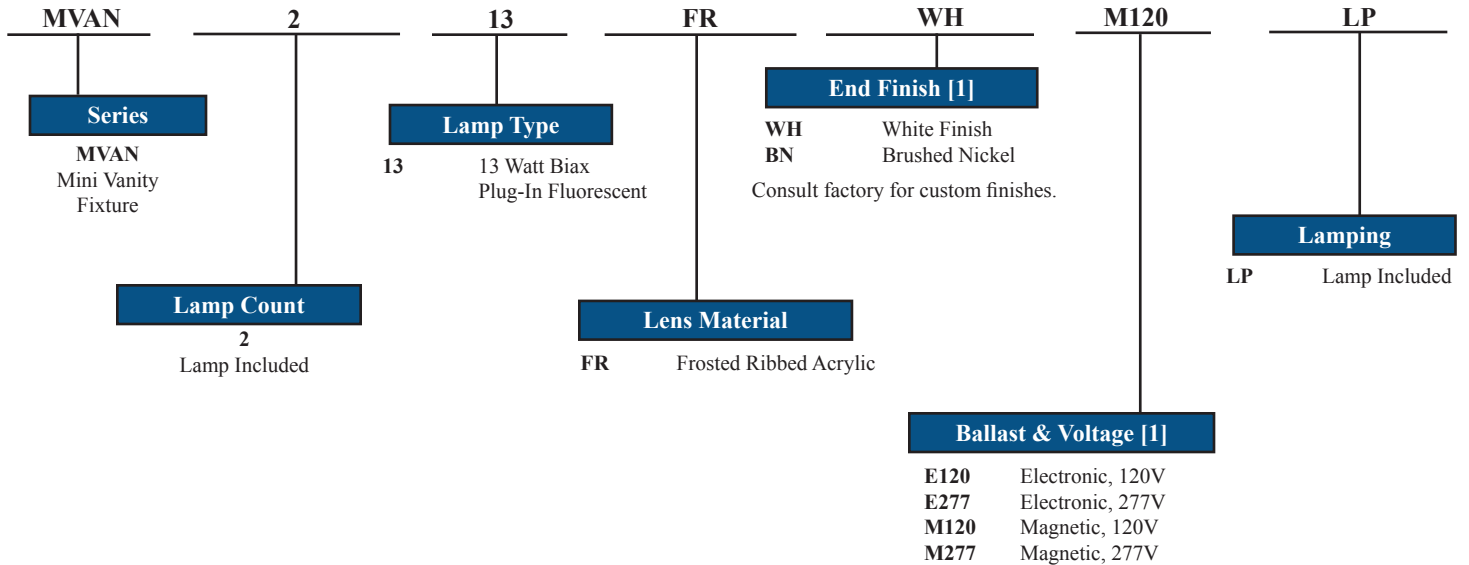 MVAN 2 13 FR WH M120 LP
Series
MVAN
Mini Vanity
Fixture
Lamp Count
2
Lamp Included
Lamp Type
13 13 Watt Biax
Plug-In Fluorescent
Lens Material
FR Frosted Ribbed Acrylic
End Finish [1]
WH White Finish
BN Brushed Nickel
Consult factory for custom finishes.
Ballast & Voltage [1]
E120 Electronic, 120V
E277 Electronic, 277V
M120 Magnetic, 120V
M277 Magnetic, 277V
Lamping
LP Lamp Included